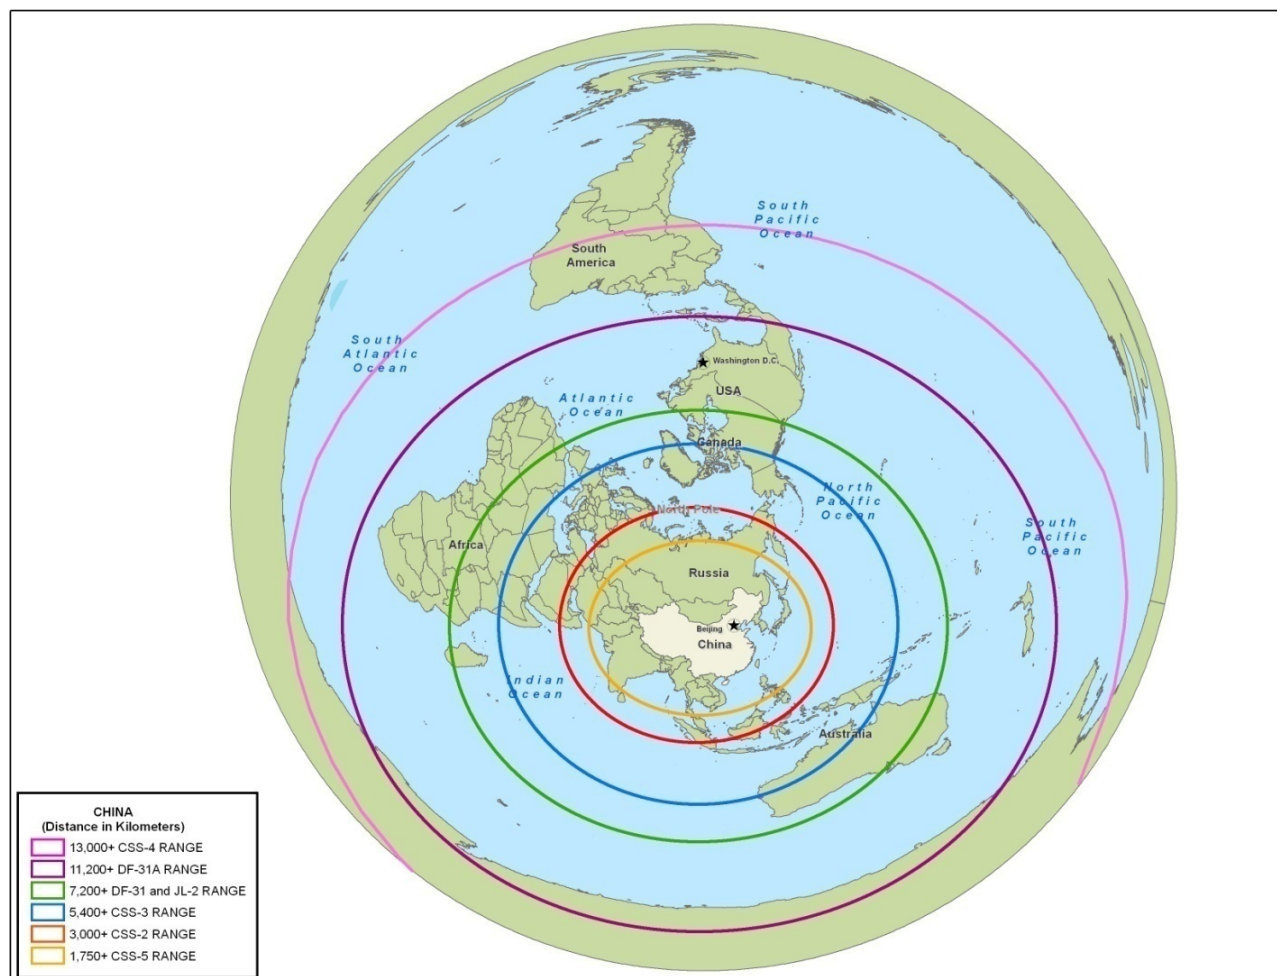 South
Pacific
Ocean
South
America
South
Atlantic
Ocean
Washington D.C.
USA
Atlantic
Ocean
Canada
North
Pacific
Ocean
North Pole
South
Pacific
Ocean
Africa
Russia
Beijing
China
Indian
Ocean
Australia
CHINA
(Distance in Kilometers)
13,000+ CSS-4 RANGE
11,200+ DF-31A RANGE
7,200+ DF-31 and JL-2 RANGE
5,400+ CSS-3 RANGE
3,000+ CSS-2 RANGE
1,750+ CSS-5 RANGE